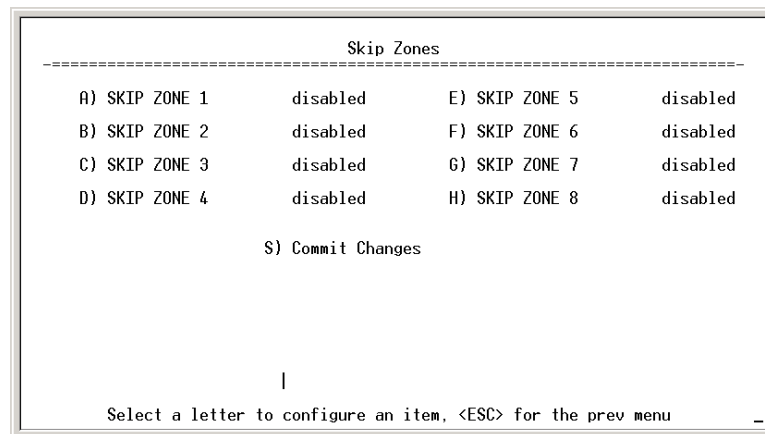 Skip Zones
-==========================================================================-
A) SKIP ZONE 1 disabled E) SKIP ZONE 5 disabled
B) SKIP ZONE 2 disabled F) SKIP ZONE 6 disabled
C) SKIP ZONE 3 disabled G) SKIP ZONE 7 disabled
D) SKIP ZONE 4 disabled H) SKIP ZONE 8 disabled
S) Commit Changes
Select a letter to configure an item, <ESC> for the prev menu